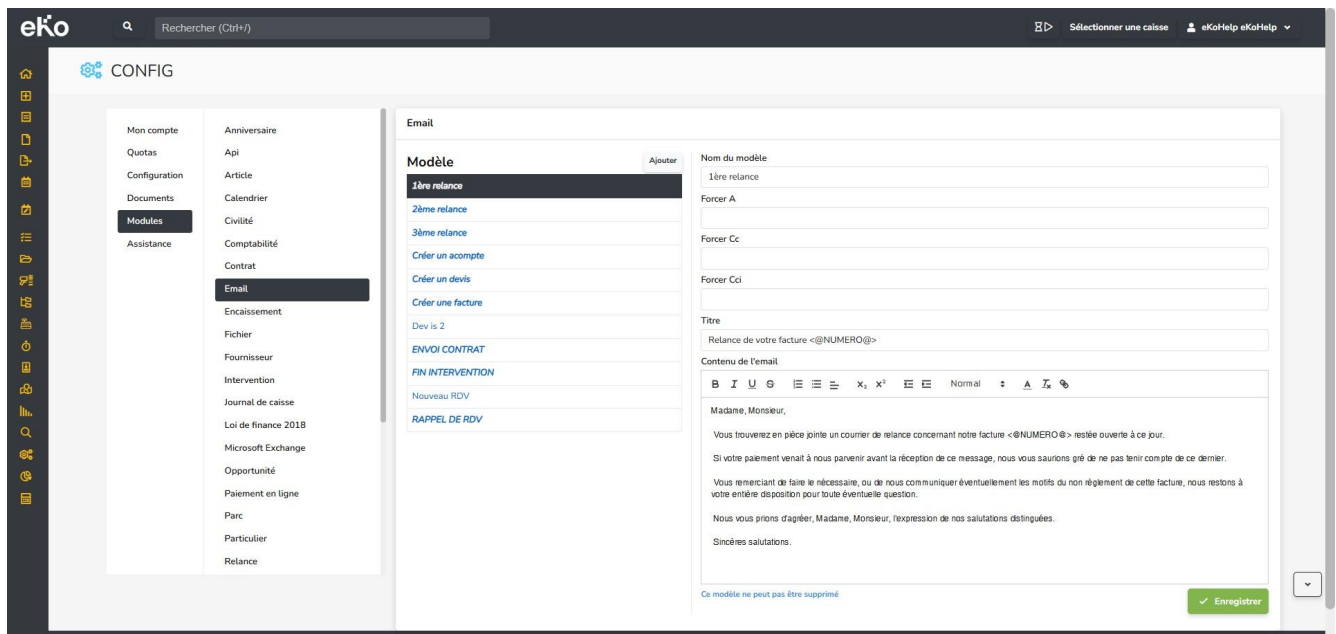 eKo
Rechercher (Ctrl+/)
Sélectionner une caisse
eKoHelp eKoHelp
CONFIG
Mon compte
Quotas
Configuration
Documents
Modules
Assistance
Anniversaire
Api
Article
Calendrier
Civilité
Comptabilité
Contrat
Email
Encaissement
Fichier
Fournisseur
Intervention
Journal de caisse
Loi de finance 2018
Microsoft Exchange
Opportunité
Paiement en ligne
Parc
Particulier
Relance
Email
Modèle
Ajouter
1ère relance
2ème relance
3ème relance
Créer un acompte
Créer un devis
Créer une facture
Dev is 2
ENVOI CONTRAT
FIN INTERVENTION
Nouveau RDV
RAPPEL DE RDV
Nom du modèle
1ère relance
Forcer A
Forcer Cc
Forcer Cci
Titre
Relance de votre facture <@NUMERO@>
Contenu de l'email
B I U S X₂ X² Normal A Tx
Madame, Monsieur,
Vous trouverez en pièce jointe un courrier de relance concernant notre facture <@NUMERO@> restée ouverte à ce jour.
Si votre paiement venait à nous parvenir avant la réception de ce message, nous vous saurions gré de ne pas tenir compte de ce dernier.
Vous remerciant de faire le nécessaire, ou de nous communiquer éventuellement les motifs du non règlement de cette facture, nous restons à
votre entière disposition pour toute éventuelle question.
Nous vous prions d'agréer, Madame, Monsieur, l'expression de nos salutations distinguées.
Sincères salutations.
Ce modèle ne peut pas être supprimé
Enregistrer